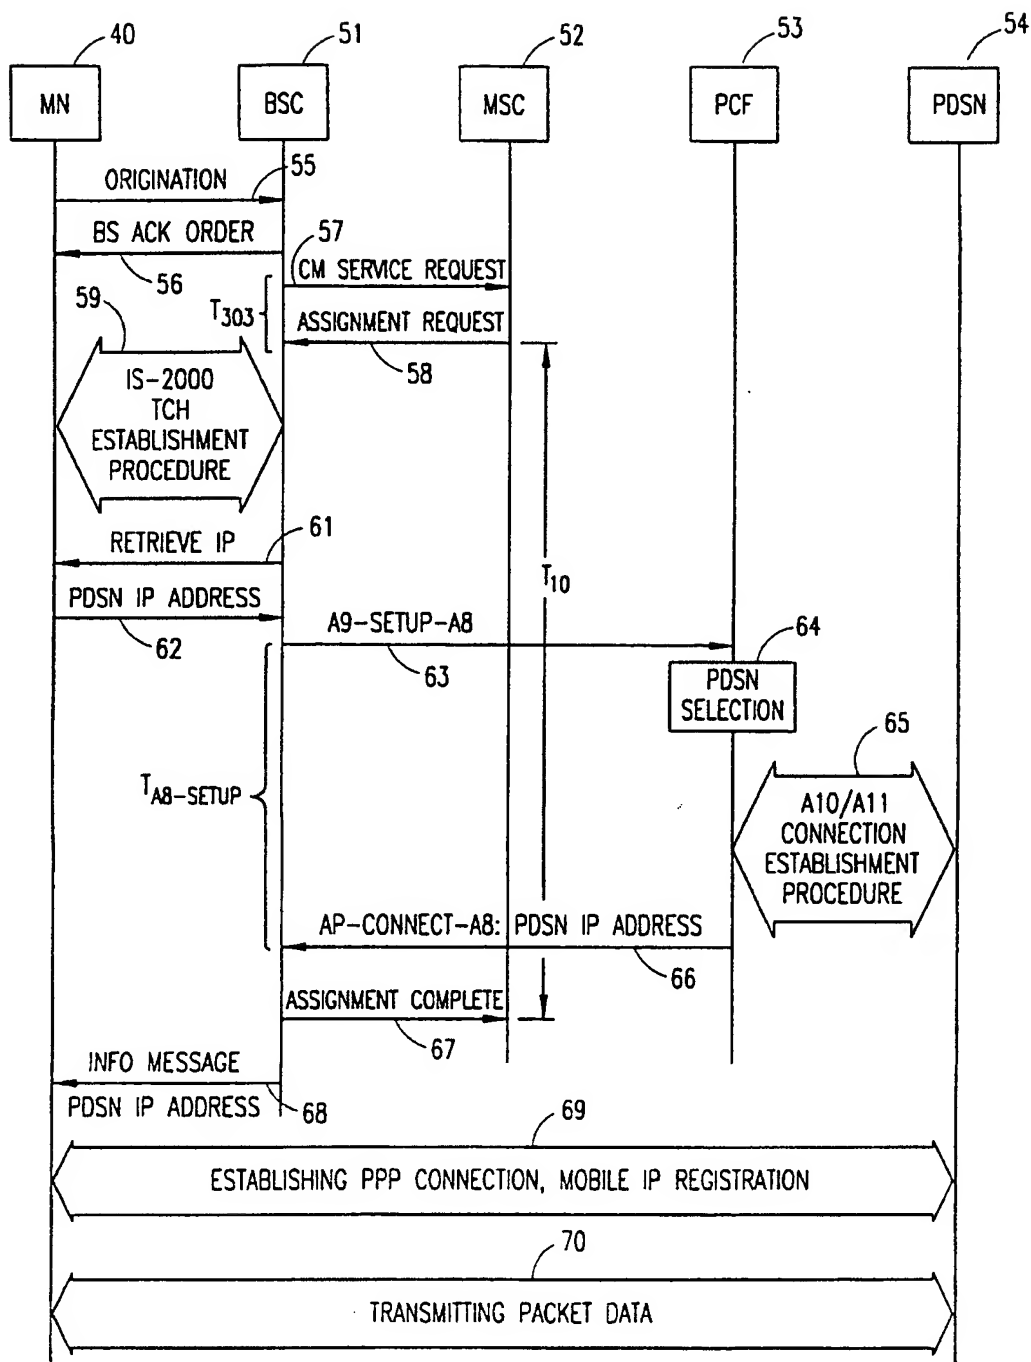 40
51
52
53
54
MN
BSC
MSC
PCF
PDSN
ORIGINATION
55
BS ACK ORDER
56
57
CM SERVICE REQUEST
T303
59
ASSIGNMENT REQUEST
58
IS-2000
TCH
ESTABLISHMENT
PROCEDURE
RETRIEVE IP
61
T10
PDSN IP ADDRESS
62
A9-SETUP-A8
63
64
PDSN
SELECTION
TA8-SETUP
65
A10/A11
CONNECTION
ESTABLISHMENT
PROCEDURE
AP-CONNECT-A8: PDSN IP ADDRESS
66
ASSIGNMENT COMPLETE
67
INFO MESSAGE
PDSN IP ADDRESS
68
69
ESTABLISHING PPP CONNECTION, MOBILE IP REGISTRATION
70
TRANSMITTING PACKET DATA